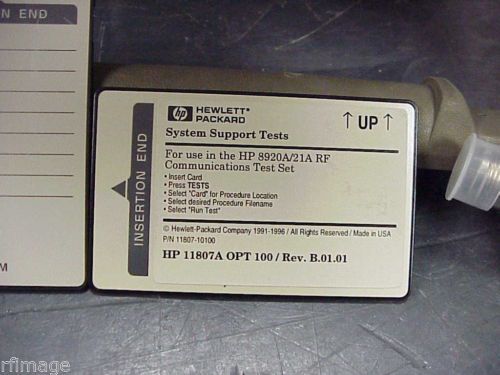 ON END
M
hp HEWLETT®
PACKARD
↑ UP ↑
System Support Tests
For use in the HP 8920A/21A RF
Communications Test Set
• Insert Card
• Press TESTS
• Select "Card" for Procedure Location
• Select desired Procedure Filename
• Select "Run Test"
© Hewlett-Packard Company 1991-1996 / All Rights Reserved / Made in USA
P/N 11807-10100
HP 11807A OPT 100 / Rev. B.01.01
INSERTION END
rfimage
rfimage